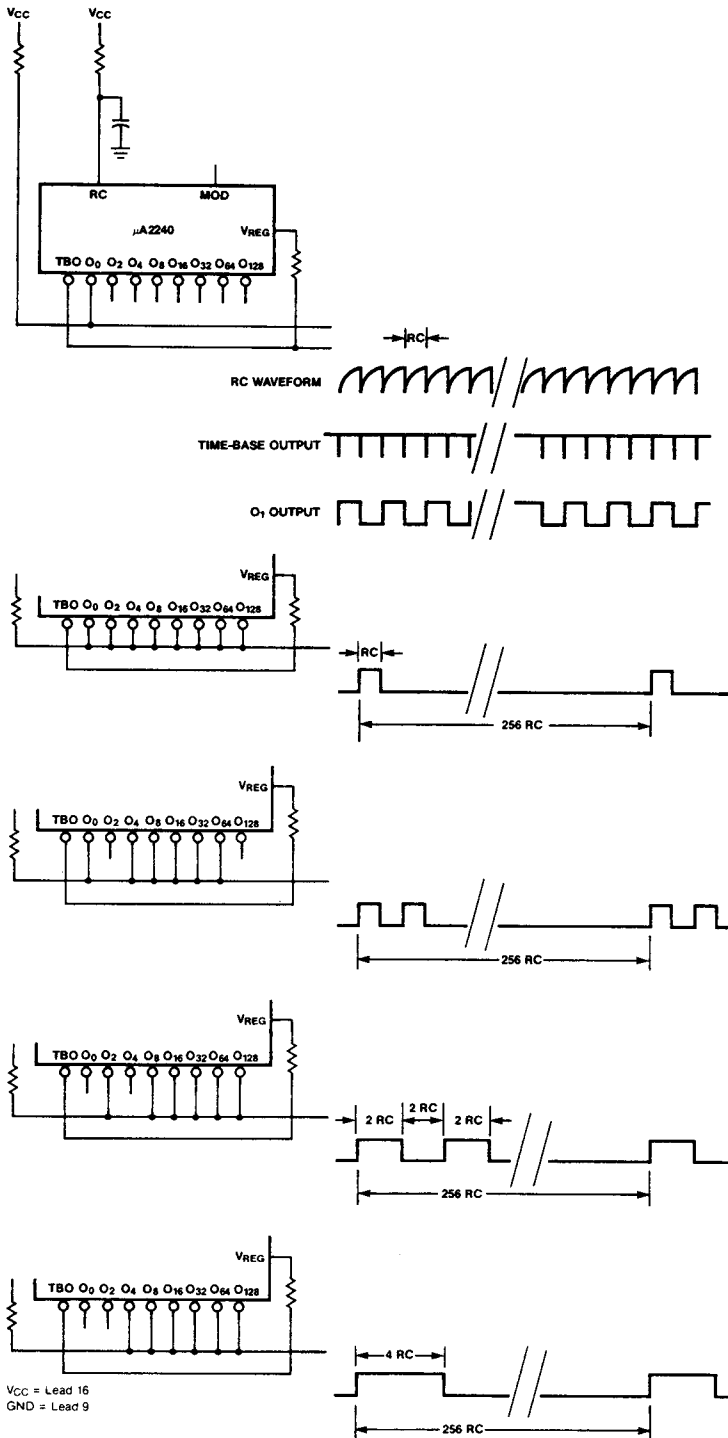 VCC VCC
RC MOD
μA2240
VREG
TBO O0 O2 O4 O8 O16 O32 O64 O128
RC
RC WAVEFORM
TIME-BASE OUTPUT
O1 OUTPUT
VREG
TBO O0 O2 O4 O8 O16 O32 O64 O128
RC
256 RC
VREG
TBO O0 O2 O4 O8 O16 O32 O64 O128
256 RC
VREG
TBO O0 O2 O4 O8 O16 O32 O64 O128
2 RC 2 RC 2 RC
256 RC
VREG
TBO O0 O2 O4 O8 O16 O32 O64 O128
4 RC
256 RC
VCC = Lead 16
GND = Lead 9